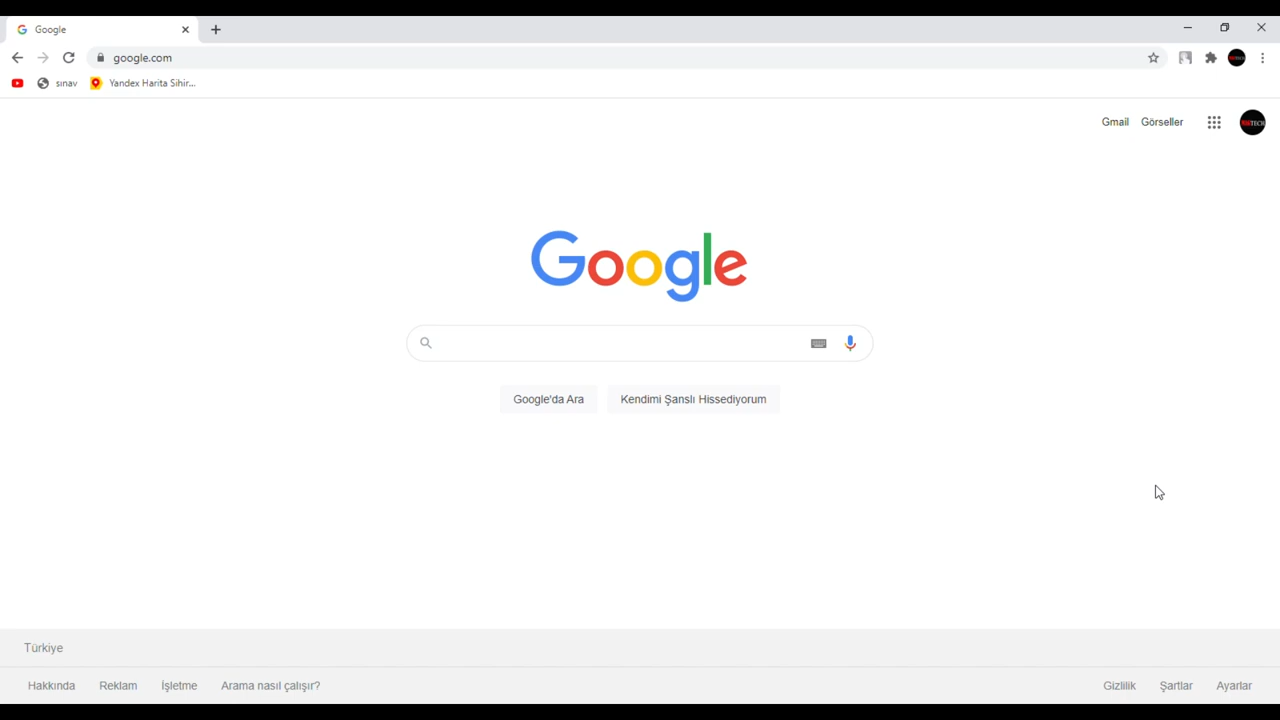 Google
google.com
sınav
Yandex Harita Sihir...
Gmail Görseller
Google
Google'da Ara Kendimi Şanslı Hissediyorum
Türkiye
Hakkında Reklam İşletme Arama nasıl çalışır? Gizlilik Şartlar Ayarlar